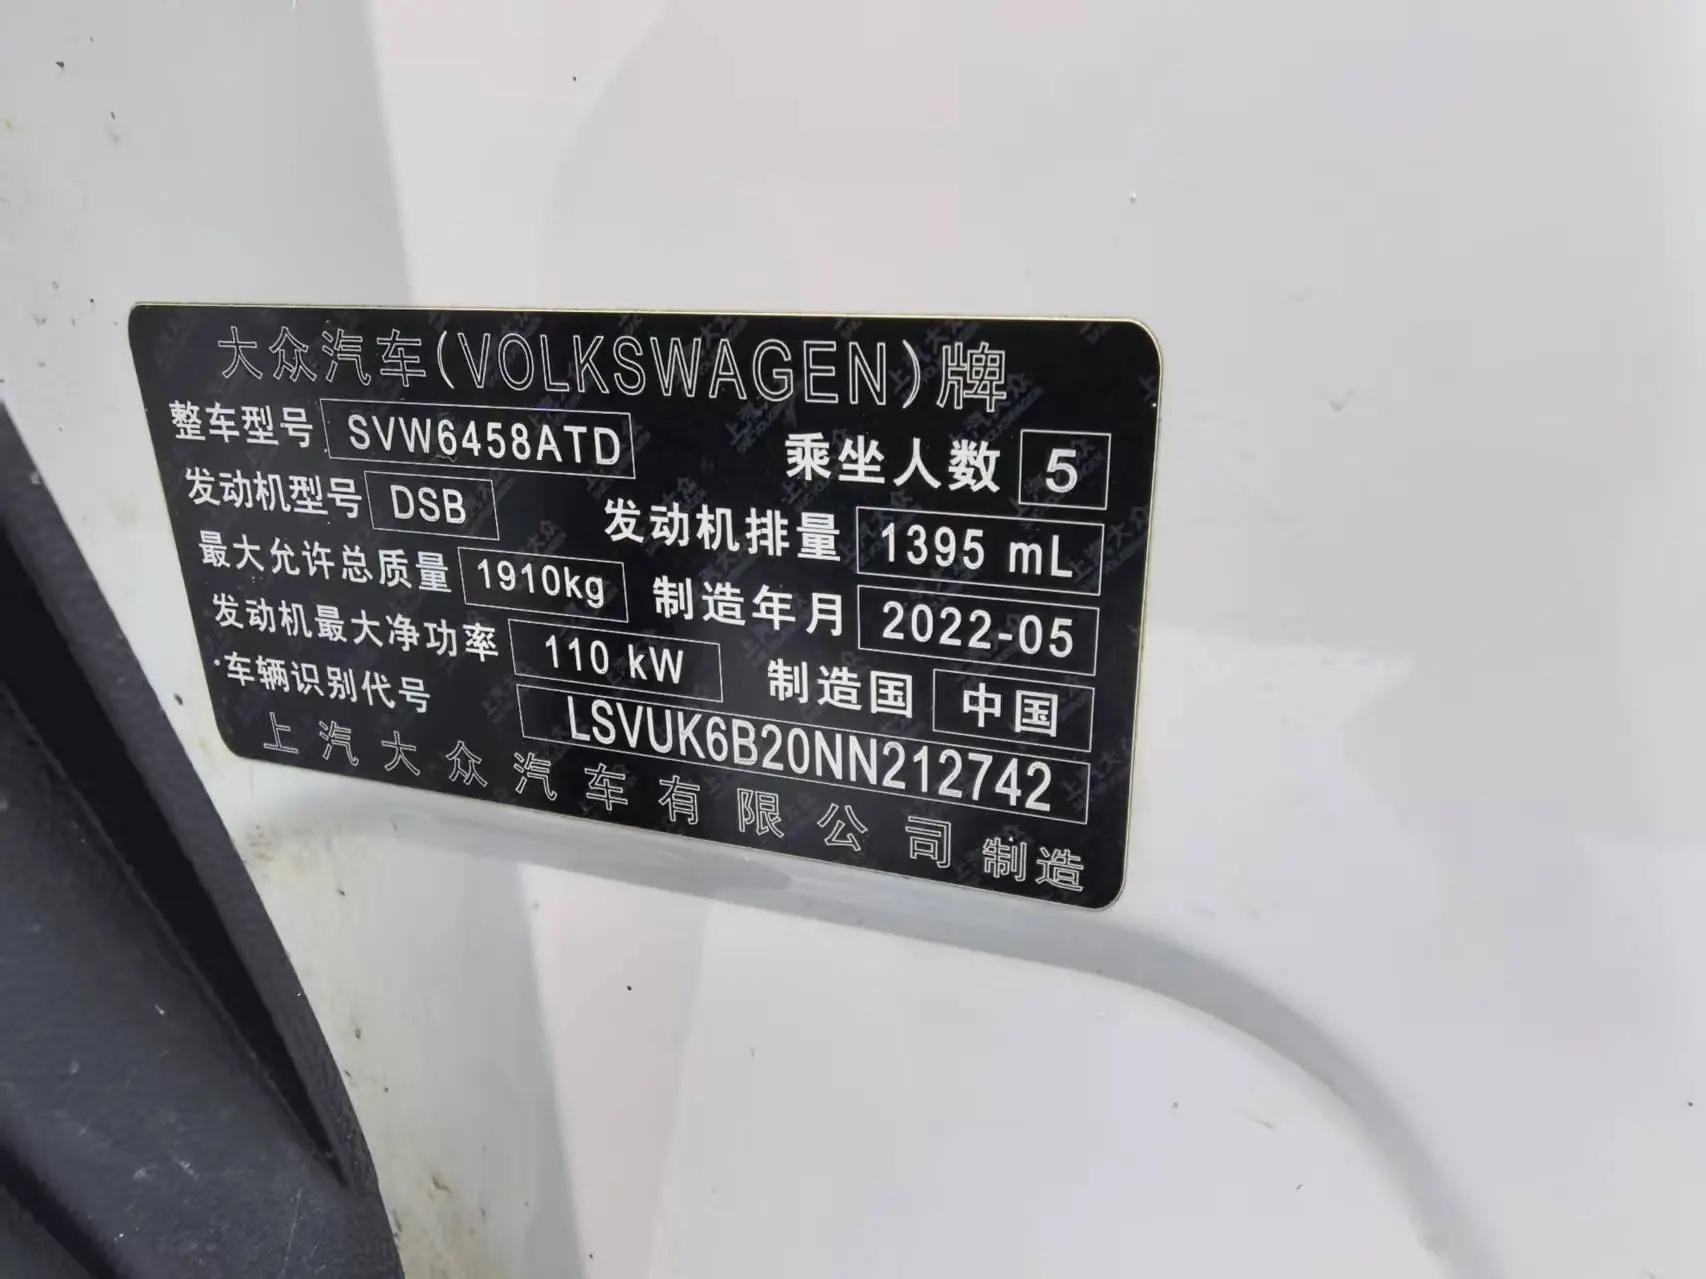 大众汽车(VOLKSWAGEN)牌
整车型号 SVW6458ATD 乘坐人数 5
发动机型号 DSB 发动机排量 1395 mL
最大允许总质量 1910kg 制造年月 2022-05
发动机最大净功率 110 kW 制造国 中国
·车辆识别代号 LSVUK6B20NN212742
上汽大众汽车有限公司制造